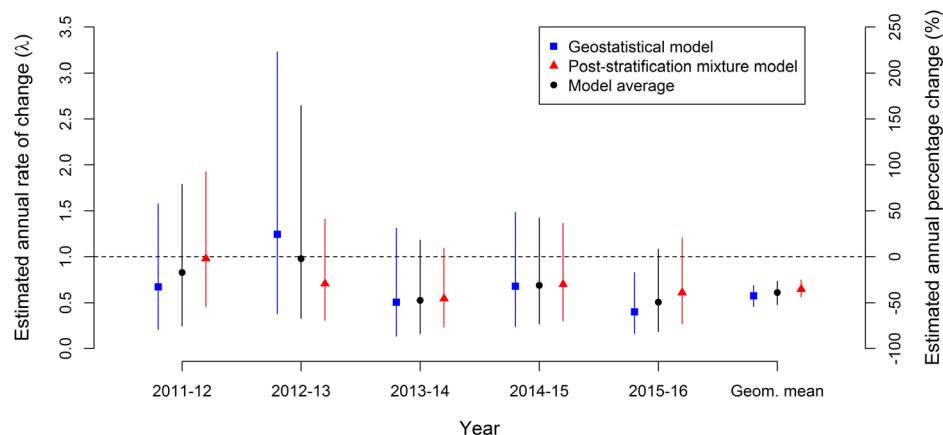 Estimated annual rate of change (λ)
3.5
3.0
2.5
2.0
1.5
1.0
0.5
0.0
Geostatistical model
Post-stratification mixture model
Model average
250
200
150
100
50
0
-50
-100
Estimated annual percentage change (%)
2011-12 2012-13 2013-14 2014-15 2015-16 Geom. mean
Year